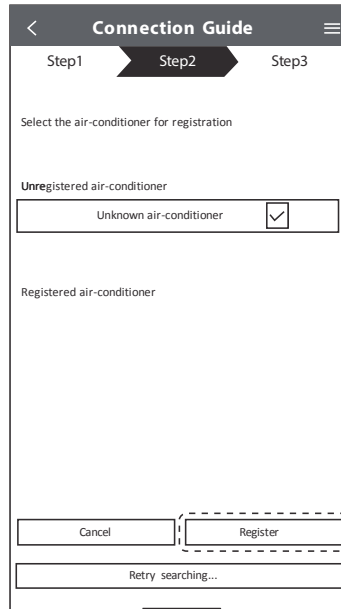 Connection Guide
Step1 Step2 Step3
Select the air-conditioner for registration
Unregistered air-conditioner
Unknown air-conditioner
Registered air-conditioner
Cancel Register
Retry searching...